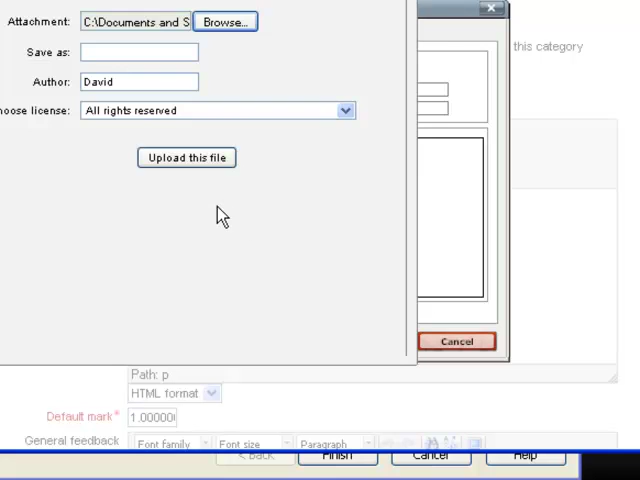 Attachment: C:\Documents and S Browse...
this category
Save as:
Author: David
hoose license: All rights reserved
Upload this file
Cancel
Path: p
HTML format
Default mark* 1.00000
General feedback Font family Font size Paragraph
< Back Finish Cancel Help